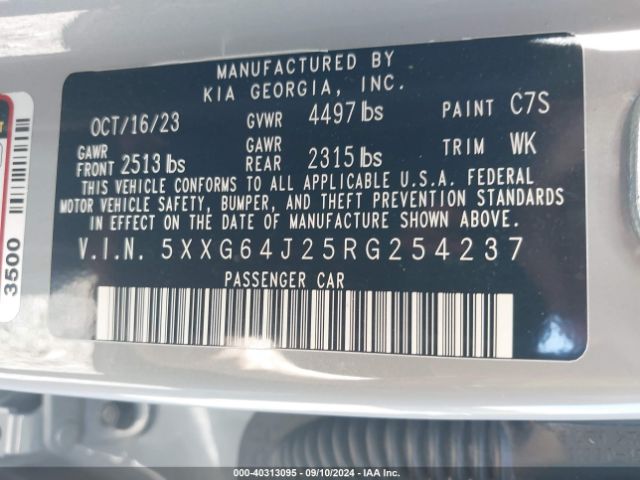 MANUFACTURED BY
KIA GEORGIA, INC.
OCT/16/23 GVWR 4497 lbs PAINT C7S
GAWR FRONT 2513 lbs GAWR REAR 2315 lbs TRIM WK
THIS VEHICLE CONFORMS TO ALL APPLICABLE U.S.A. FEDERAL
MOTOR VEHICLE SAFETY, BUMPER, AND THEFT PREVENTION STANDARDS
IN EFFECT ON THE DATE OF MANUFACTURE SHOWN ABOVE.
V.I.N. 5XXG64J25RG254237
PASSENGER CAR
3500
000-40313095 - 09/10/2024 - IAA Inc.